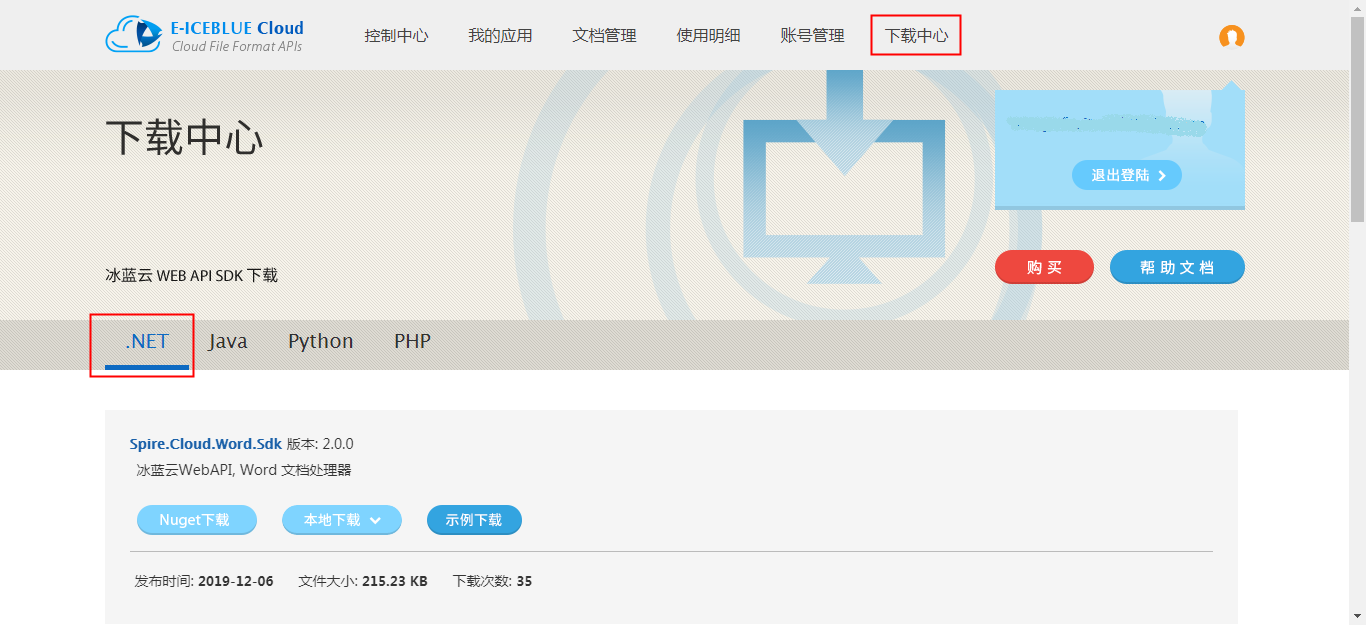 E-ICEBLUE Cloud
Cloud File Format APIs
控制中心 我的应用 文档管理 使用明细 账号管理 下载中心
下载中心
退出登陆
冰蓝云 WEB API SDK 下载
购买 帮助文档
.NET Java Python PHP
Spire.Cloud.Word.Sdk 版本: 2.0.0
冰蓝云WebAPI, Word 文档处理器
Nuget下载 本地下载 示例下载
发布时间: 2019-12-06 文件大小: 215.23 KB 下载次数: 35